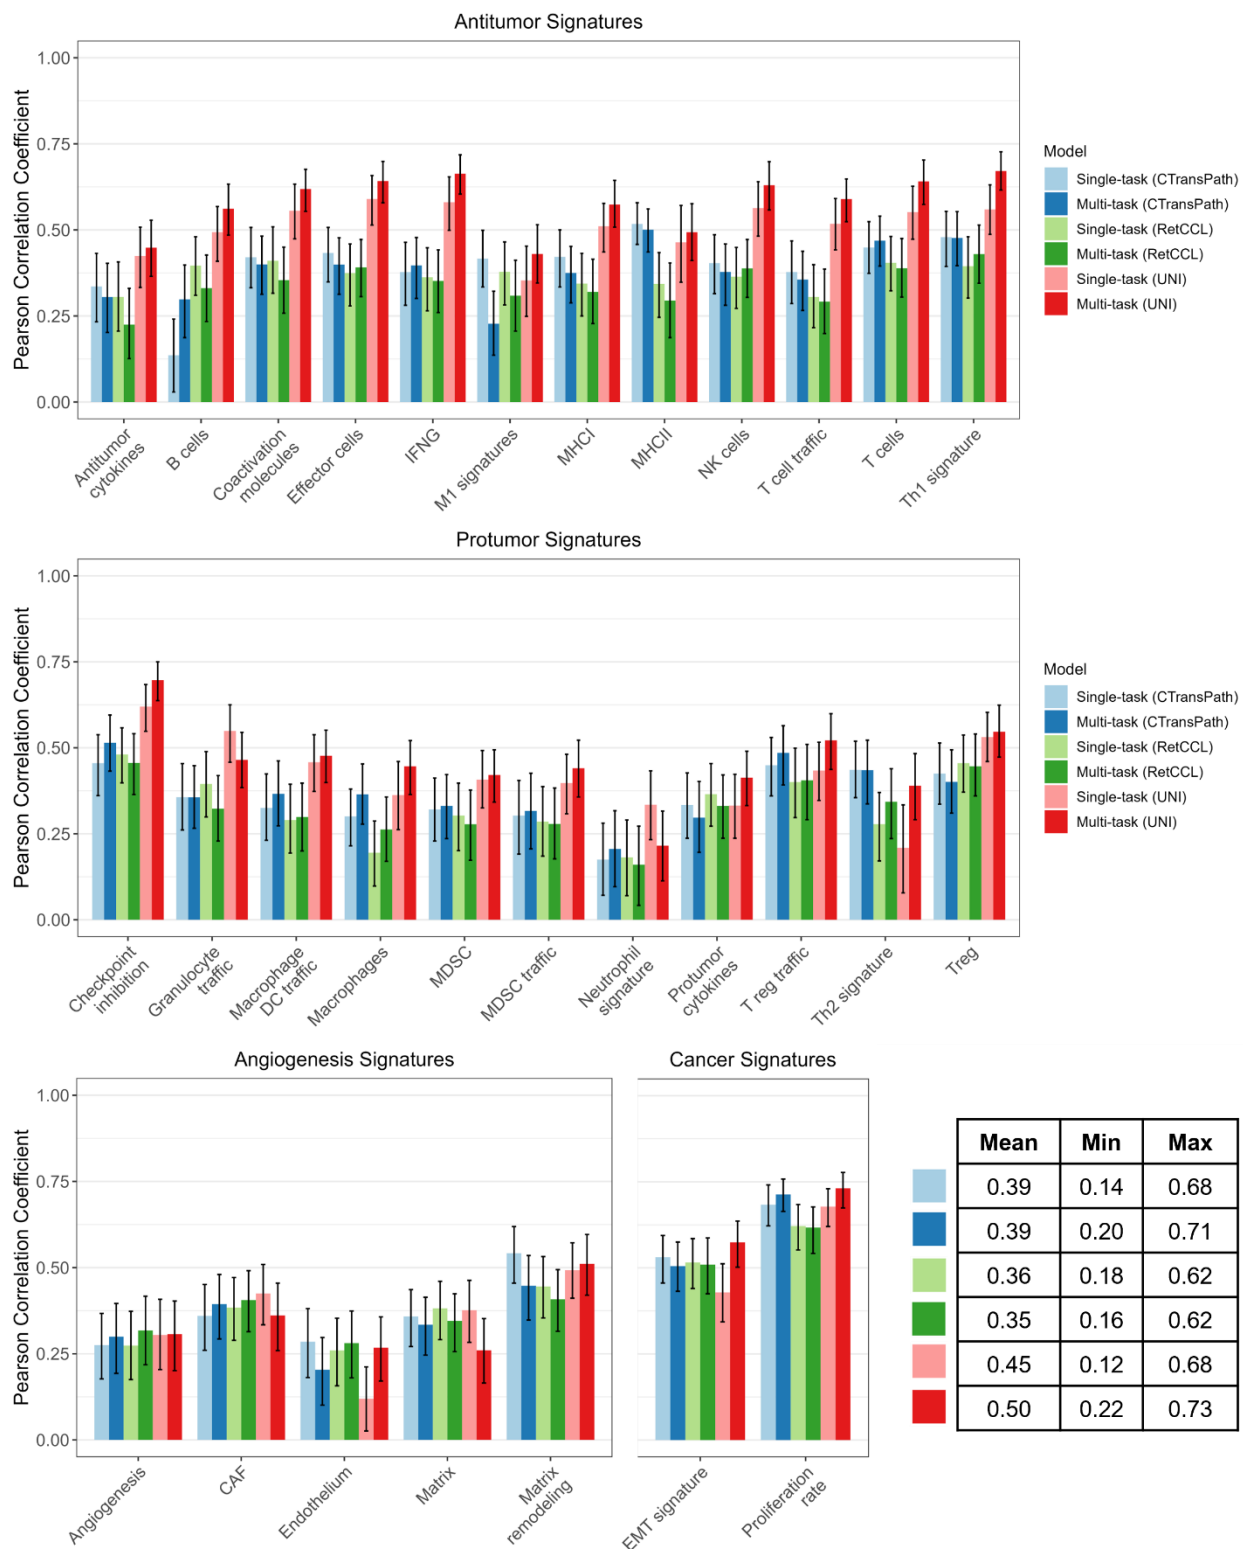 Antitumor Signatures
Pearson Correlation Coefficient
1.00
0.75
0.50
0.25
0.00
Antitumor
cytokines
B cells
Coactivation
molecules
Effector cells
IFNG
M1 signatures
MHCI
MHCII
NK cells
T cell traffic
T cells
Th1 signature
Model
Single-task (CTransPath)
Multi-task (CTransPath)
Single-task (RetCCL)
Multi-task (RetCCL)
Single-task (UNI)
Multi-task (UNI)
Protumor Signatures
Pearson Correlation Coefficient
1.00
0.75
0.50
0.25
0.00
Checkpoint
inhibition
Granulocyte
traffic
Macrophage
DC traffic
Macrophages
MDSC
MDSC traffic
Neutrophil
signature
Protumor
cytokines
T reg traffic
Th2 signature
Treg
Model
Single-task (CTransPath)
Multi-task (CTransPath)
Single-task (RetCCL)
Multi-task (RetCCL)
Single-task (UNI)
Multi-task (UNI)
Angiogenesis Signatures
Pearson Correlation Coefficient
1.00
0.75
0.50
0.25
0.00
Angiogenesis
CAF
Endothelium
Matrix
Matrix
remodeling
Cancer Signatures
EMT signature
Proliferation
rate
Mean Min Max
0.39 0.14 0.68
0.39 0.20 0.71
0.36 0.18 0.62
0.35 0.16 0.62
0.45 0.12 0.68
0.50 0.22 0.73